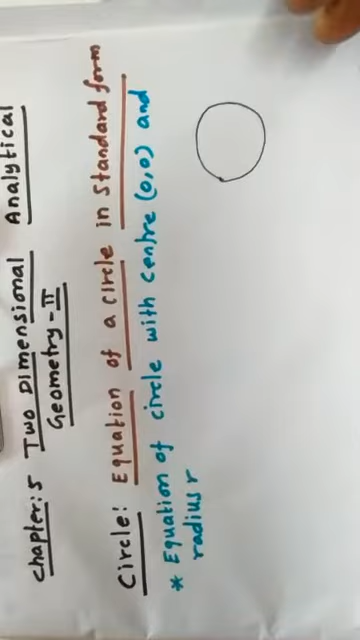 Chapter:5 Two Dimensional Analytical
Geometry-II
Circle: Equation of a circle in standard form
* Equation of circle with centre (0,0) and
radius r